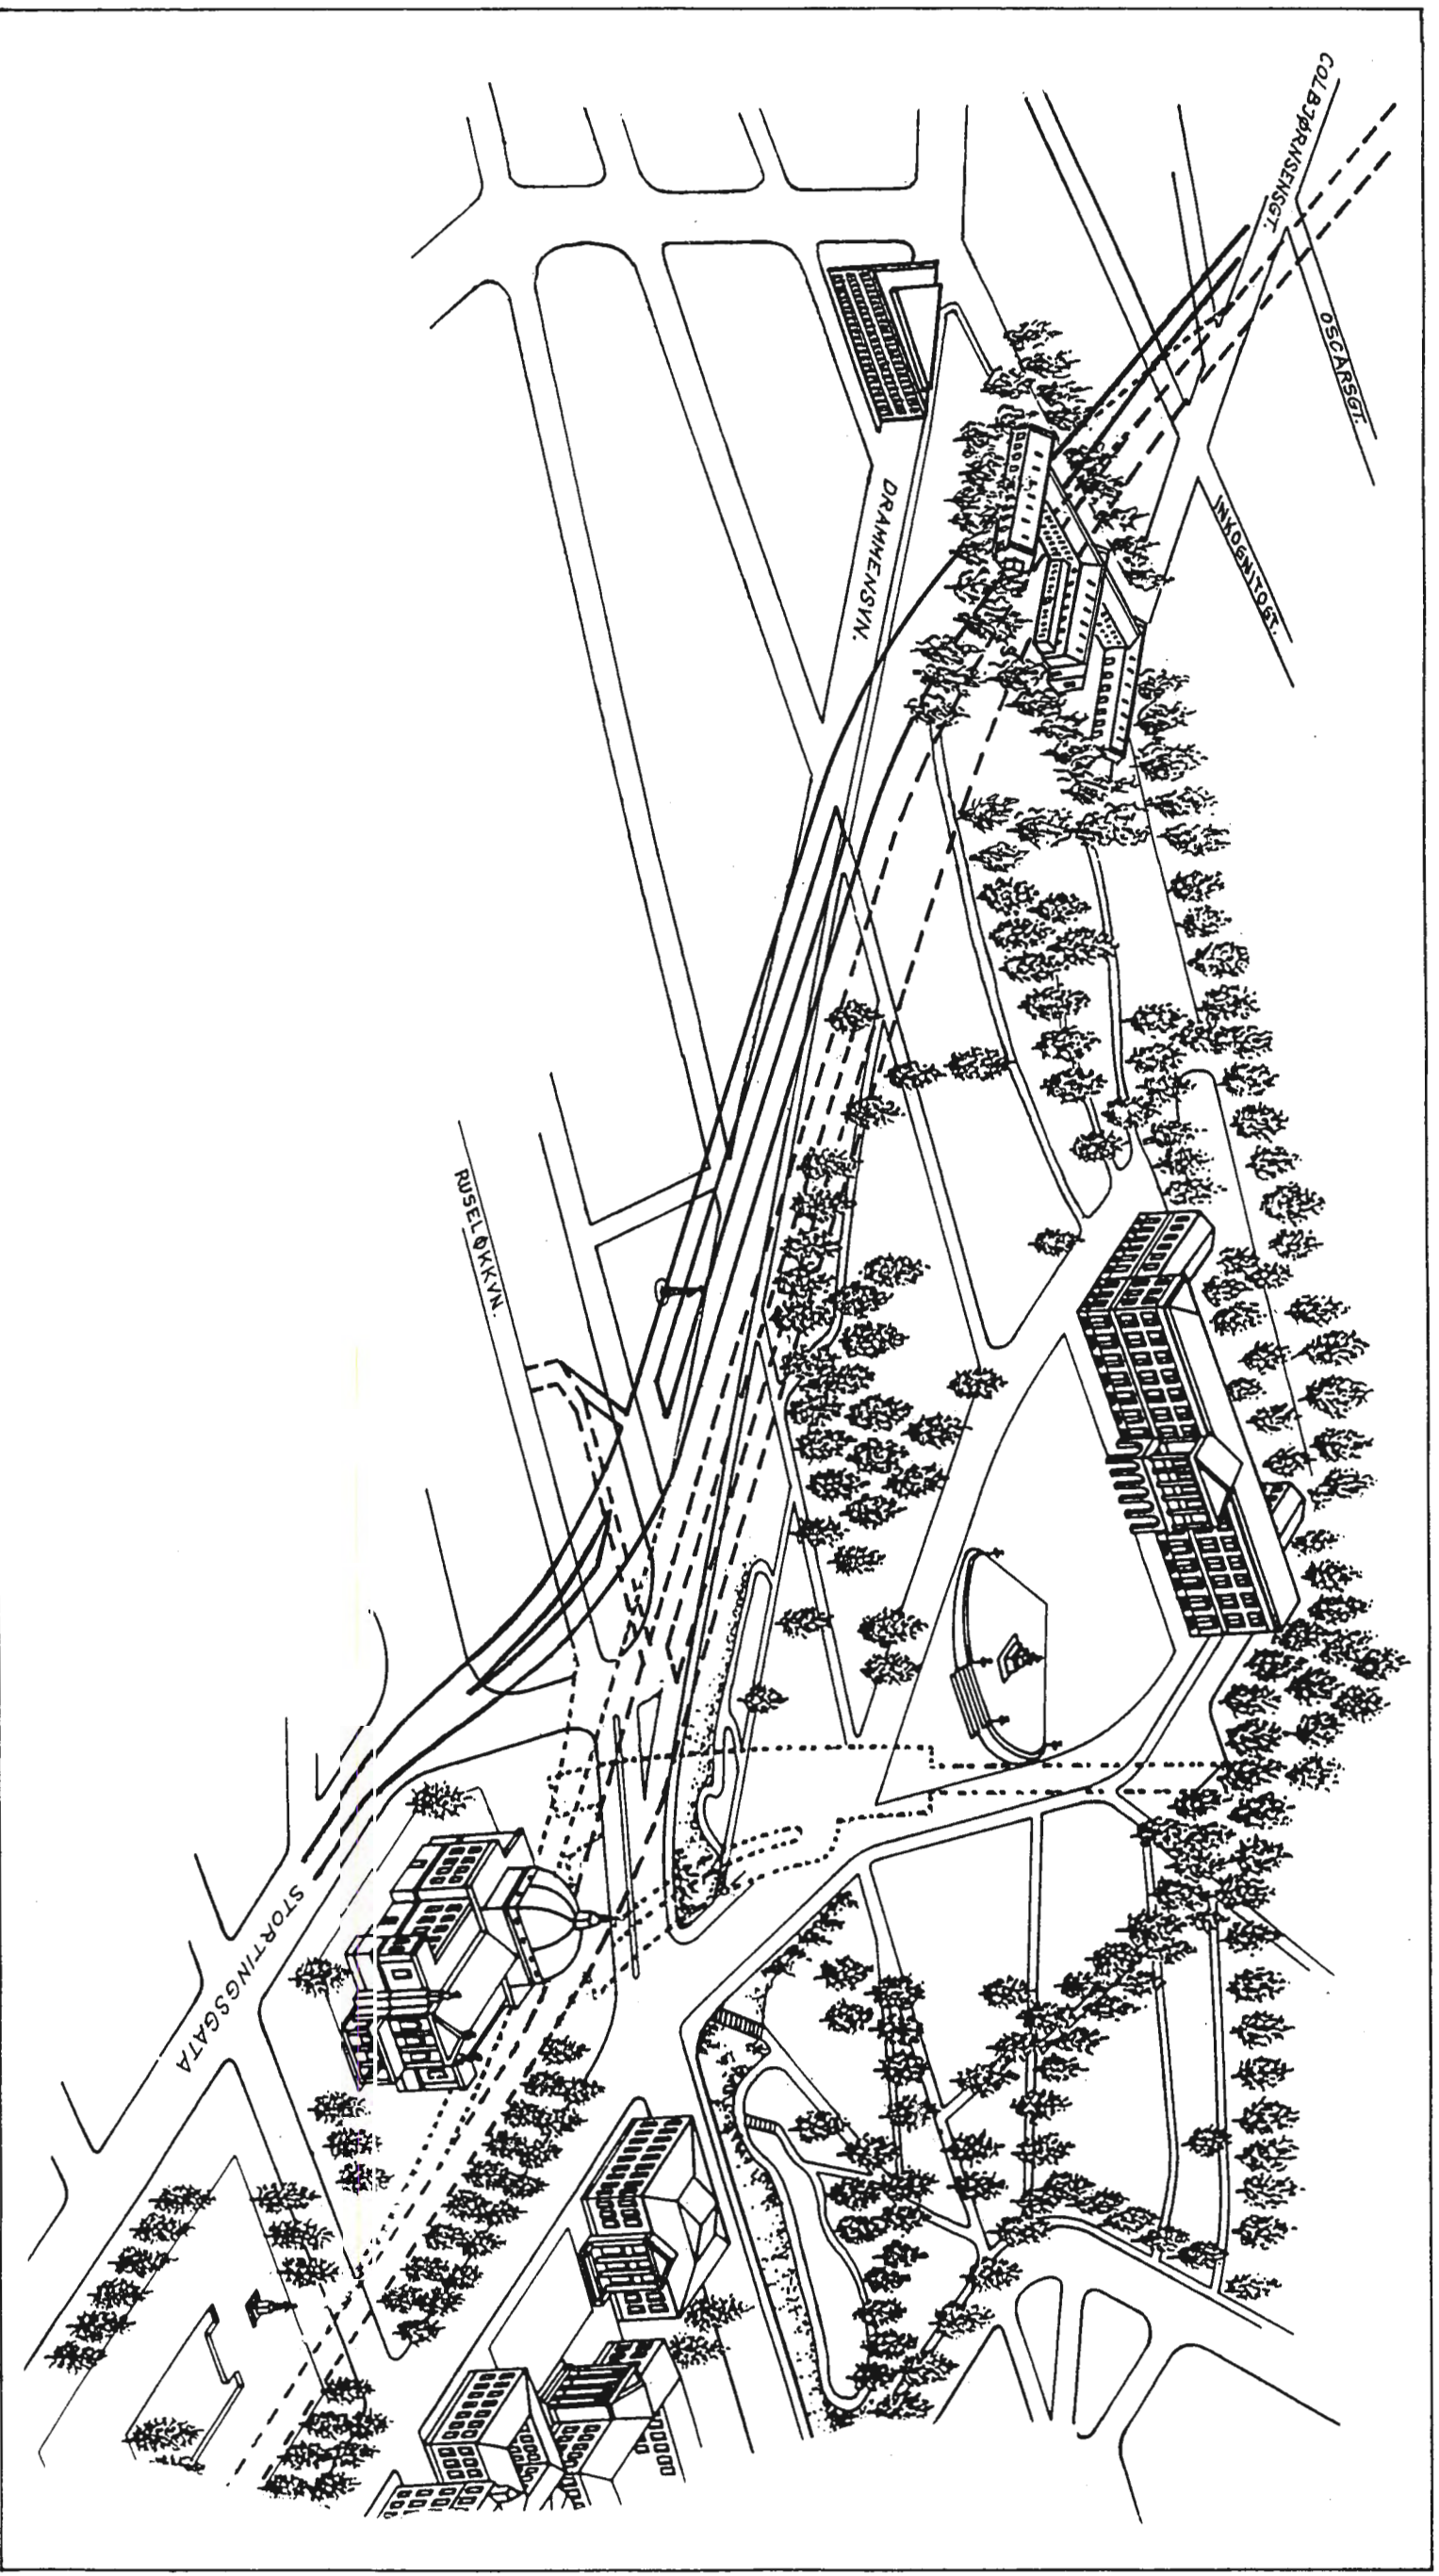 COLBJØRNSENSGT.
OSCARSGT.
INKOGNITOGT.
DRAMMENSVN.
RUSELØKKVN.
STORTINGSGATA